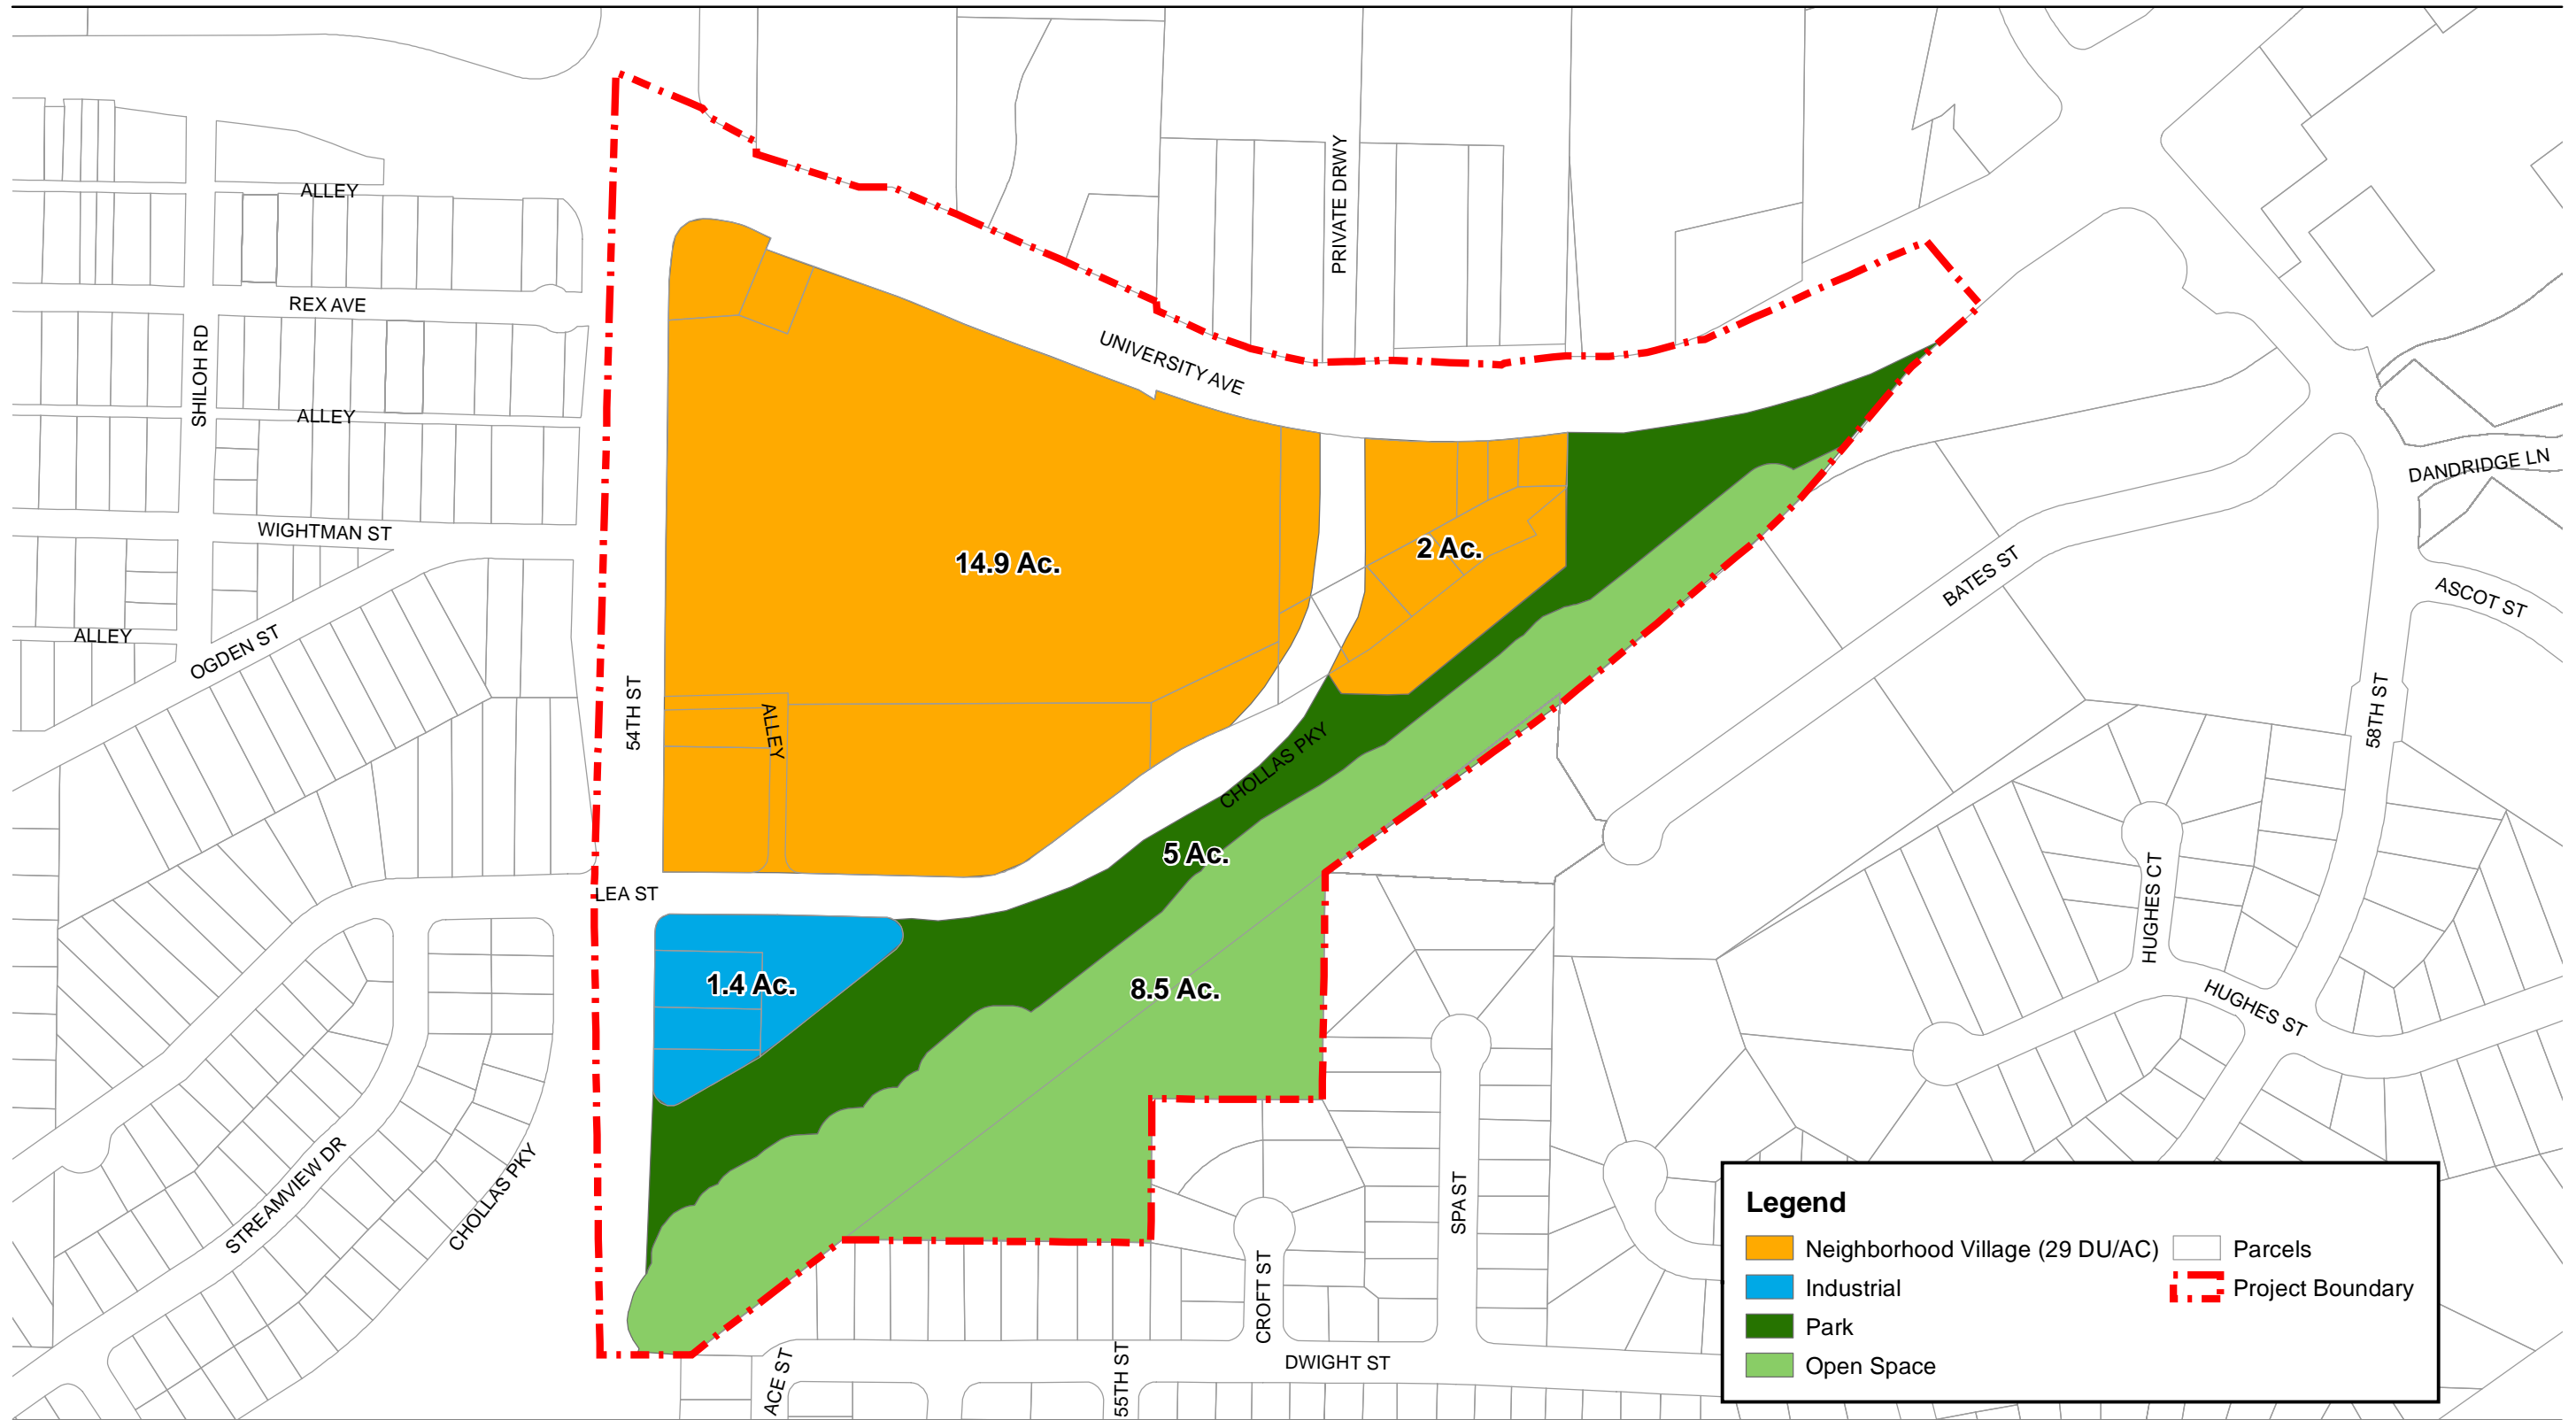 ALLEY
PRIVATE DRWY
REX AVE
SHILOH RD
UNIVERSITY AVE
ALLEY
DANDRIDGE LN
WIGHTMAN ST
14.9 Ac.
2 Ac.
BATES ST
ASCOT ST
ALLEY
OGDEN ST
54TH ST
ALLEY
58TH ST
CHOLLAS PKY
5 Ac.
LEA ST
HUGHES CT
1.4 Ac.
8.5 Ac.
HUGHES ST
STREAMVIEW DR
CHOLLAS PKY
SPA ST
CROFT ST
ACE ST
55TH ST
DWIGHT ST
Legend
Neighborhood Village (29 DU/AC)
Industrial
Park
Open Space
Parcels
Project Boundary